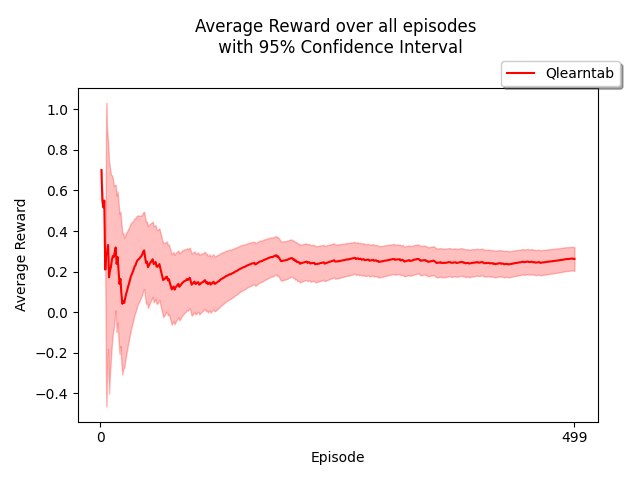 Average Reward over all episodes
with 95% Confidence Interval
Qlearntab
1.0
0.8
0.6
0.4
0.2
0.0
−0.2
−0.4
Average Reward
0
499
Episode